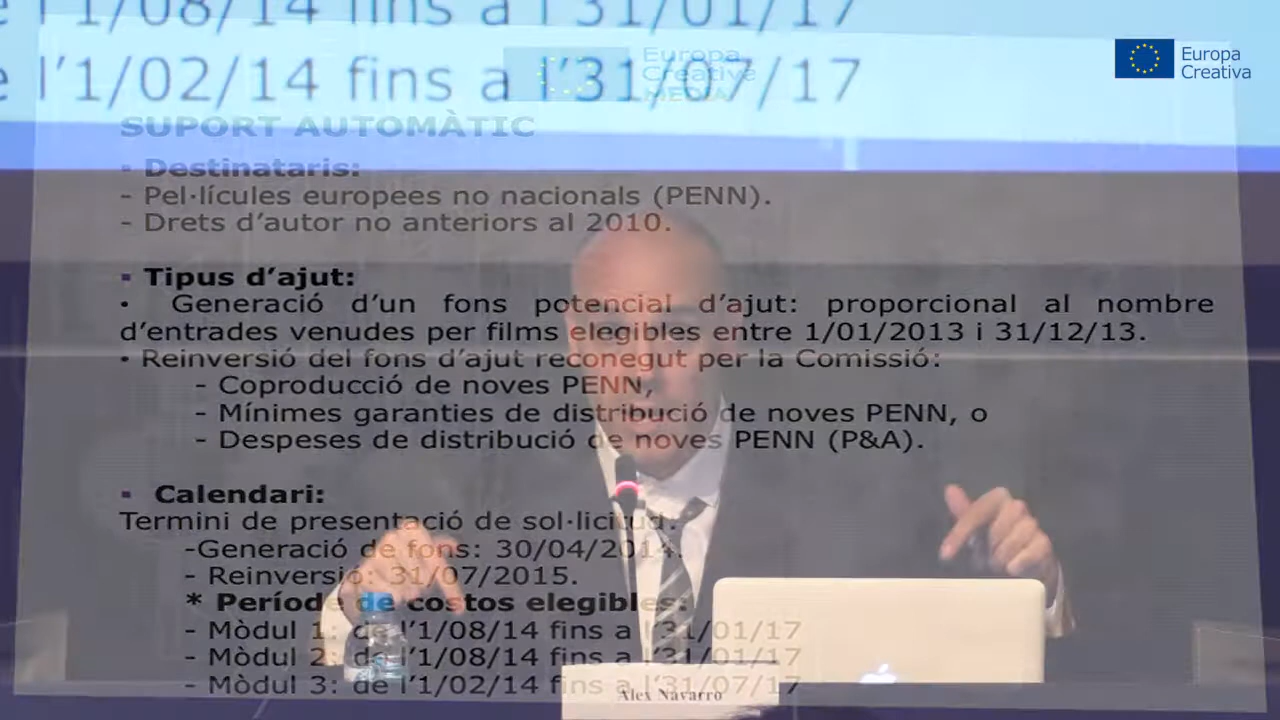 e l’1/08/14 fins a l’31/01/17
e l’1/02/14 fins a l’31/07/17
Europa
Creativa
Europa
Creative
MEDIA
SUPORT AUTOMÀTIC
▪ Destinataris:
- Pel·lícules europees no nacionals (PENN).
- Drets d’autor no anteriors al 2010.
▪ Tipus d’ajut:
• Generació d’un fons potencial d’ajut: proporcional al nombre
d’entrades venudes per films elegibles entre 1/01/2013 i 31/12/13.
• Reinversió del fons d’ajut reconegut per la Comissió:
- Coproducció de noves PENN,
- Mínimes garanties de distribució de noves PENN, o
- Despeses de distribució de noves PENN (P&A).
▪ Calendari:
Termini de presentació de sol·licitud:
-Generació de fons: 30/04/2014.
- Reinversió: 31/07/2015.
* Període de costos elegibles:
- Mòdul 1: de l’1/08/14 fins a l’31/01/17
- Mòdul 2: de l’1/08/14 fins a l’31/01/17
- Mòdul 3: de l’1/02/14 fins a l’31/07/17
Alex Navarro